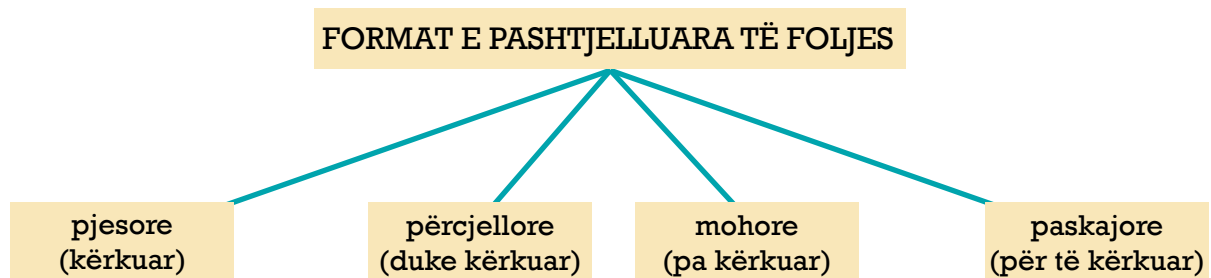 FORMAT E PASHTJELLUARA TË FOLJES
pjesore
(kërkuar)
përcjellore
(duke kërkuar)
mohore
(pa kërkuar)
paskajore
(për të kërkuar)